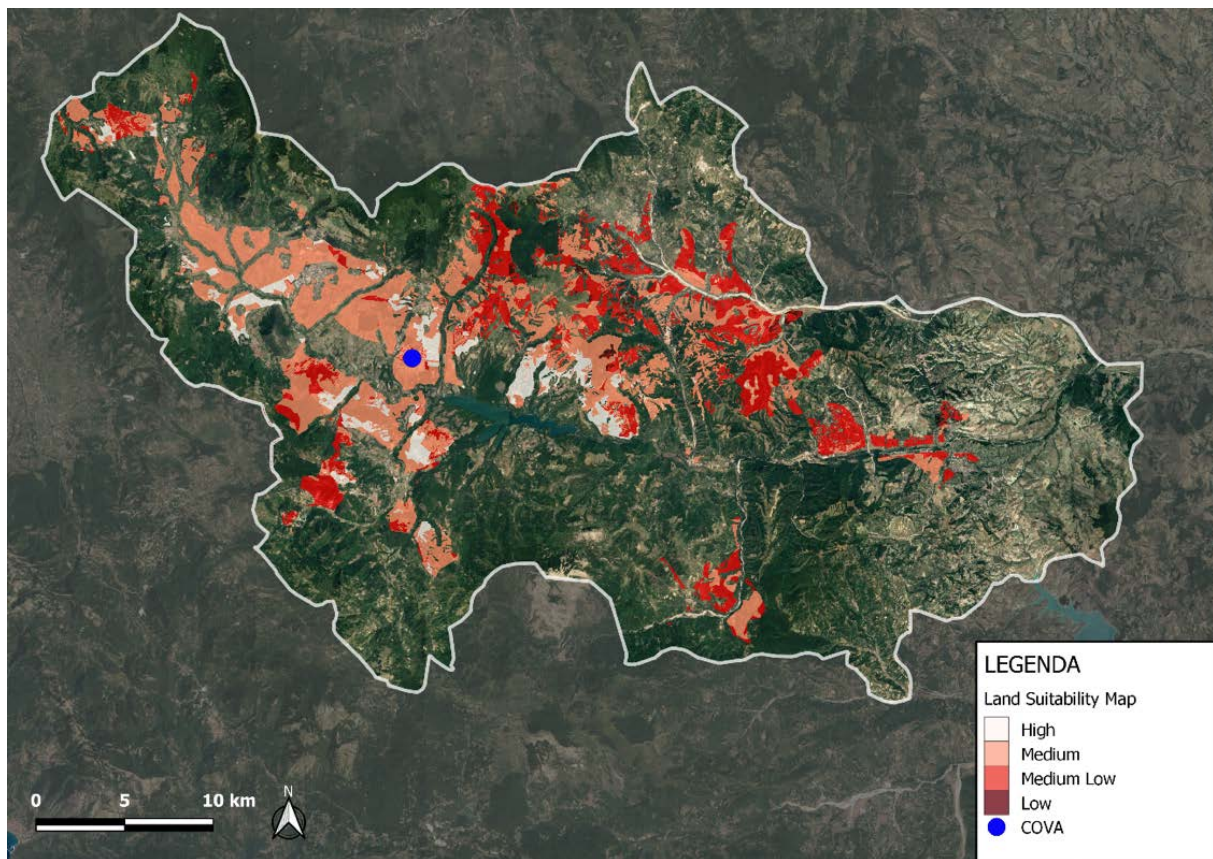 LEGENDA
Land Suitability Map
High
Medium
Medium Low
Low
COVA
0 5 10 km
N